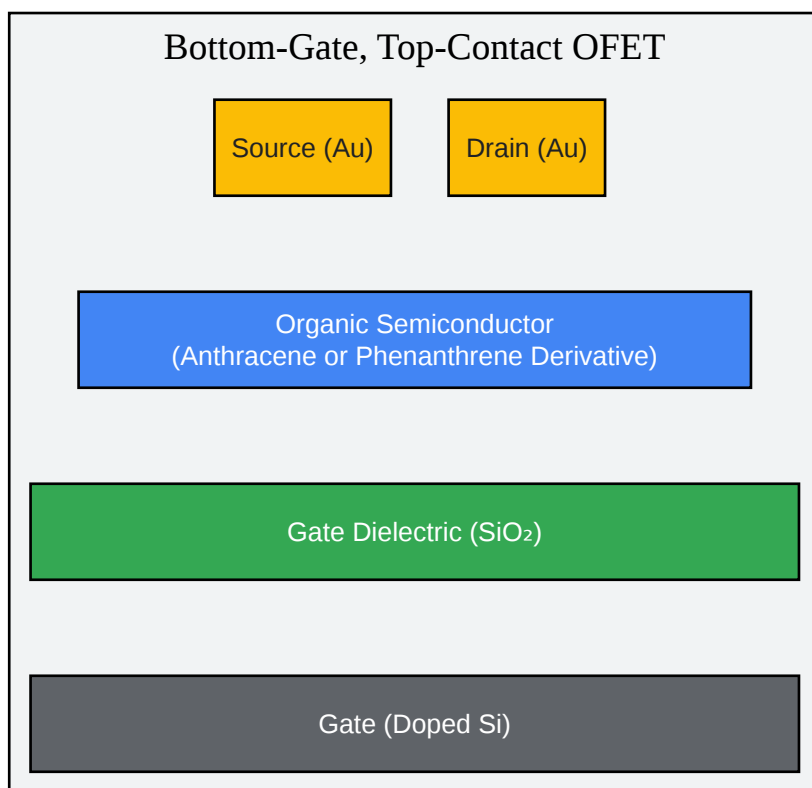 Bottom-Gate, Top-Contact OFET
Source (Au)
Drain (Au)
Organic Semiconductor
(Anthracene or Phenanthrene Derivative)
Gate Dielectric (SiO₂)
Gate (Doped Si)